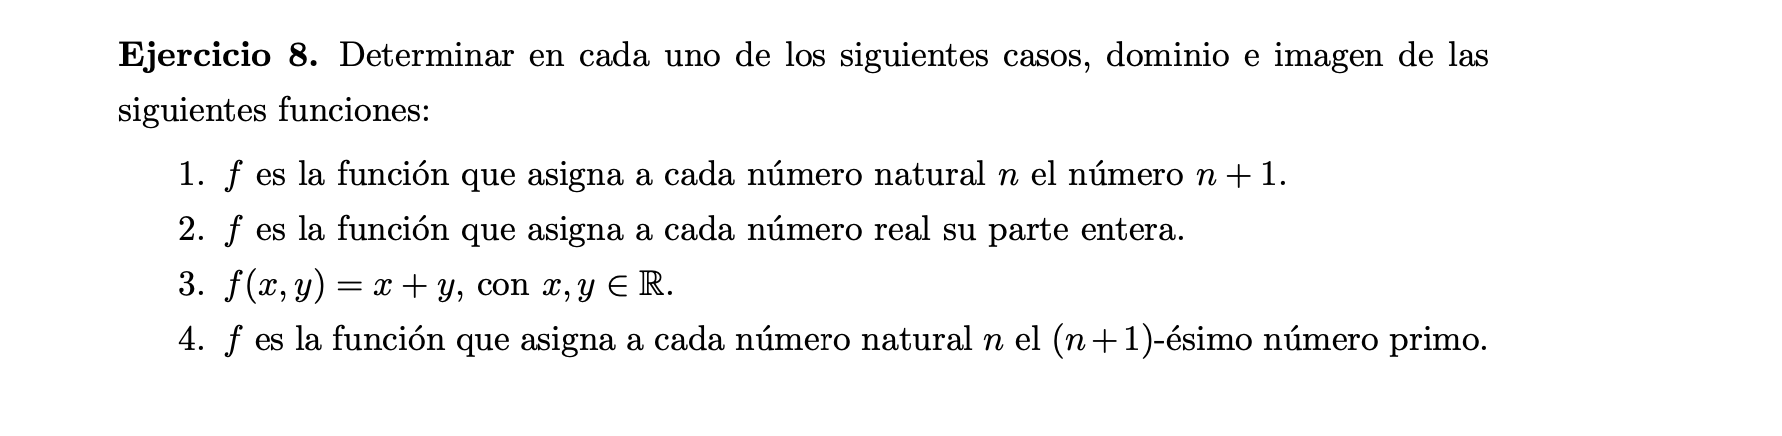 Ejercicio 8. Determinar en cada uno de los siguientes casos, dominio e imagen de las
siguientes funciones:
1. f es la función que asigna a cada número natural n el número n + 1.
2. f es la función que asigna a cada número real su parte entera.
3. f(x, y) = x + y, con x, y ∈ ℝ.
4. f es la función que asigna a cada número natural n el (n+1)-ésimo número primo.